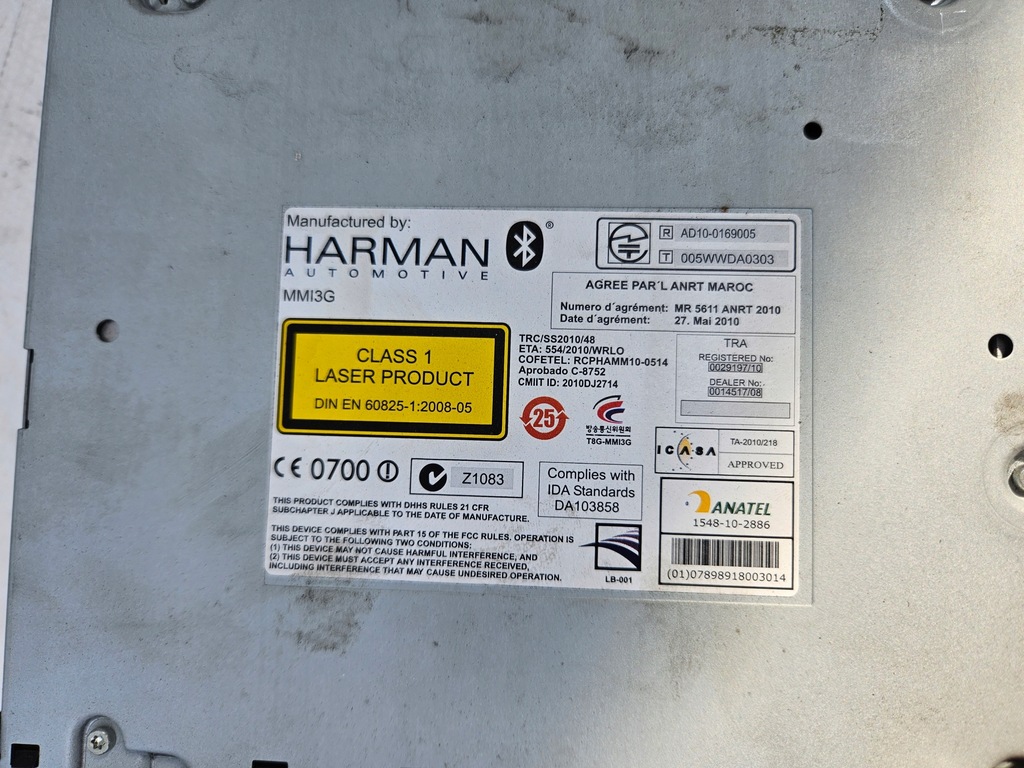 Manufactured by:
HARMAN
AUTOMOTIVE
®
MMI3G
R AD10-0169005
T 005WWDA0303
AGREE PAR´L ANRT MAROC
Numero d´agrément: MR 5611 ANRT 2010
Date d´agrément: 27. Mai 2010
CLASS 1
LASER PRODUCT
DIN EN 60825-1:2008-05
TRC/SS2010/48
ETA: 554/2010/WRLO
COFETEL: RCPHAMM10-0514
Aprobado C-8752
CMIIT ID: 2010DJ2714
TRA
REGISTERED No:
0029197/10
DEALER No:
0014517/08
25
방송통신위원회
T8G-MMI3G
ICASA
TA-2010/218
APPROVED
CE 0700
Z1083
Complies with
IDA Standards
DA103858
ANATEL
1548-10-2886
(01)07898918003014
THIS PRODUCT COMPLIES WITH DHHS RULES 21 CFR
SUBCHAPTER J APPLICABLE TO THE DATE OF MANUFACTURE.
THIS DEVICE COMPLIES WITH PART 15 OF THE FCC RULES. OPERATION IS
SUBJECT TO THE FOLLOWING TWO CONDITIONS;
(1) THIS DEVICE MAY NOT CAUSE HARMFUL INTERFERENCE, AND
(2) THIS DEVICE MUST ACCEPT ANY INTERFERENCE RECEIVED,
INCLUDING INTERFERENCE THAT MAY CAUSE UNDESIRED OPERATION.
LB-001